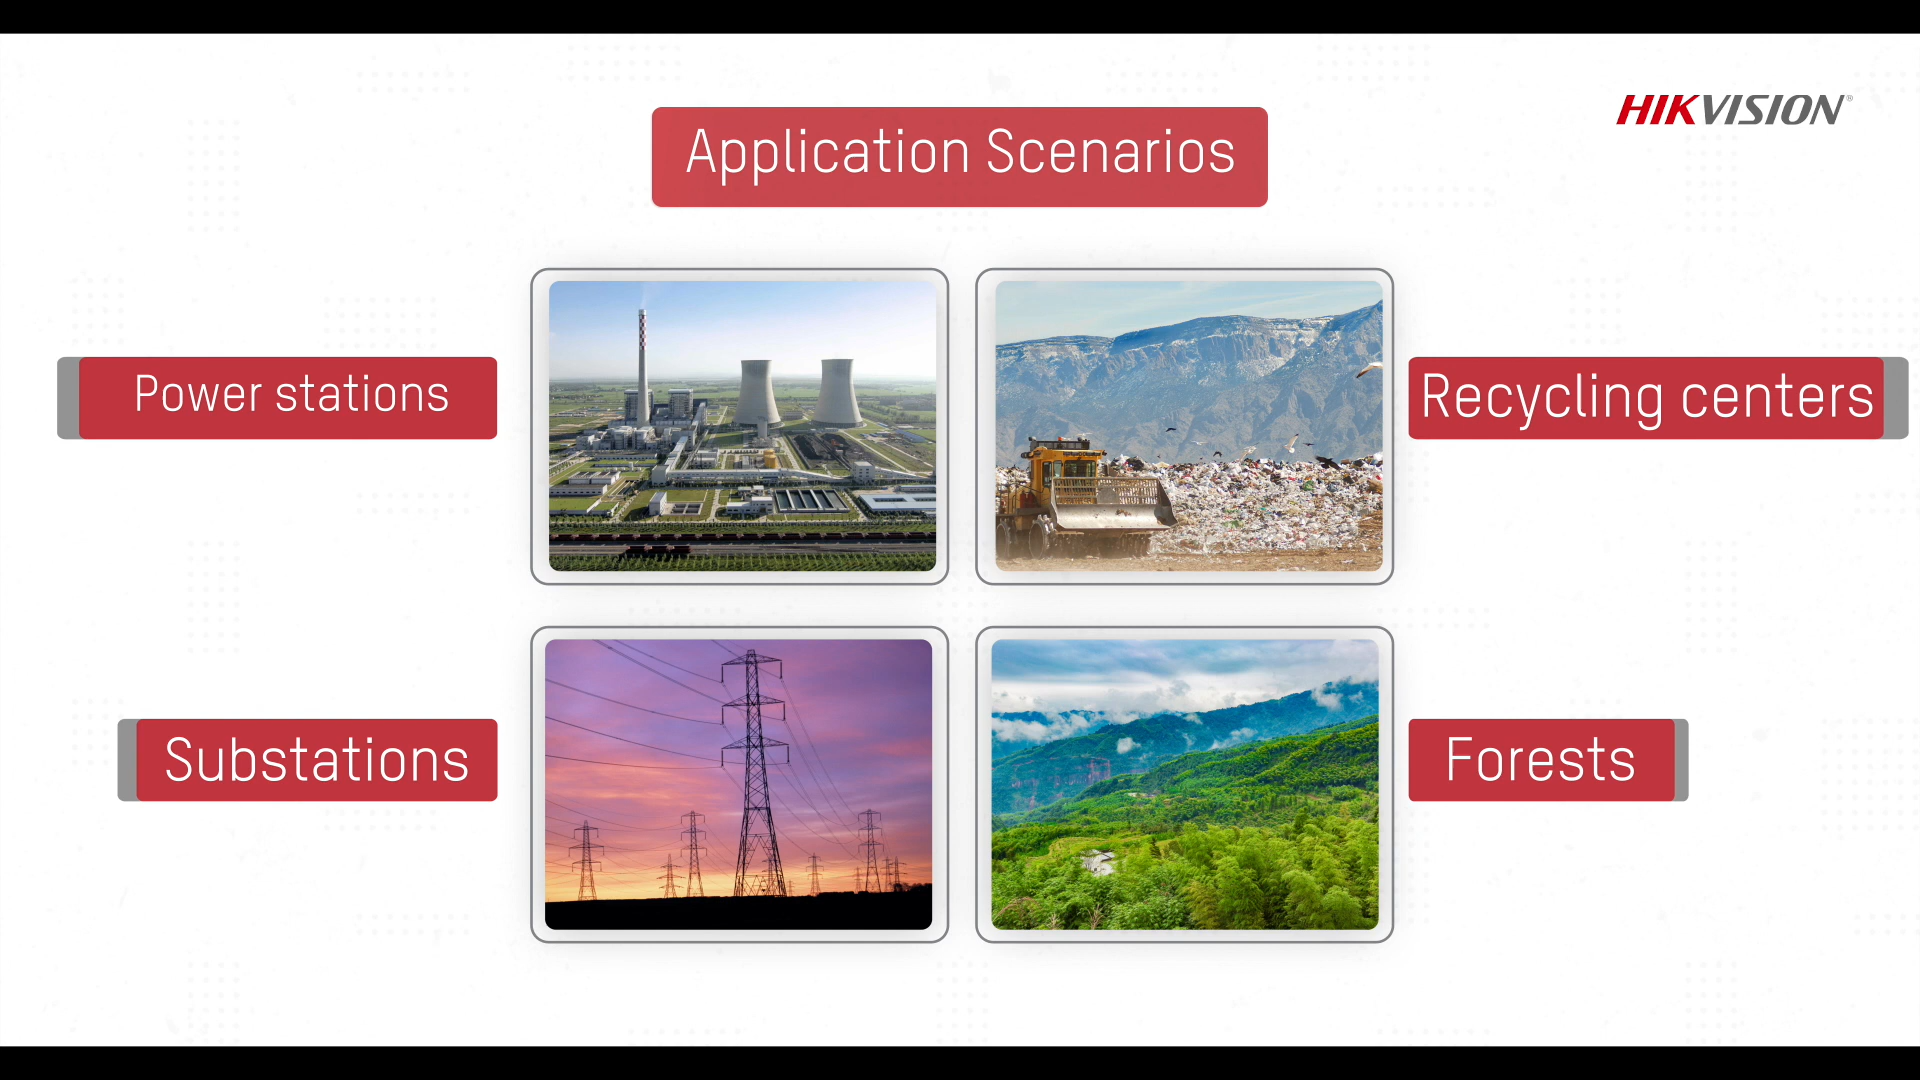 HIKVISION®
Application Scenarios
Power stations
Recycling centers
Substations
Forests